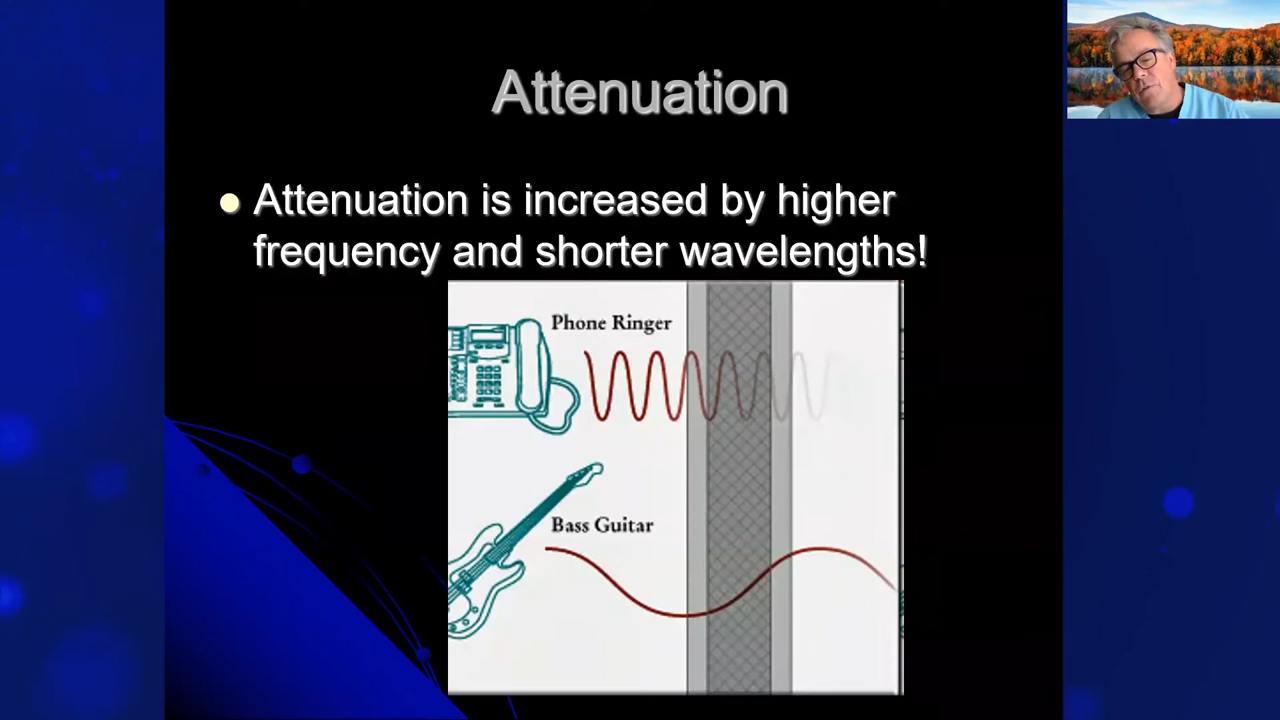 Attenuation
Attenuation is increased by higher
frequency and shorter wavelengths!
Phone Ringer
Bass Guitar